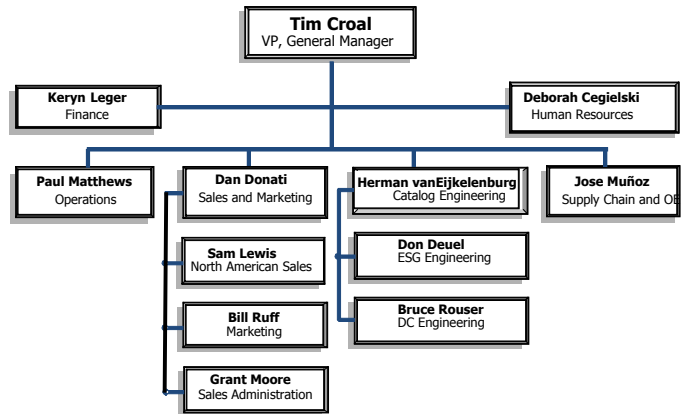 Tim Croal
VP, General Manager
Keryn Leger
Finance
Deborah Cegielski
Human Resources
Paul Matthews
Operations
Dan Donati
Sales and Marketing
Herman vanEijkelenburg
Catalog Engineering
Jose Muñoz
Supply Chain and OE
Sam Lewis
North American Sales
Don Deuel
ESG Engineering
Bill Ruff
Marketing
Bruce Rouser
DC Engineering
Grant Moore
Sales Administration